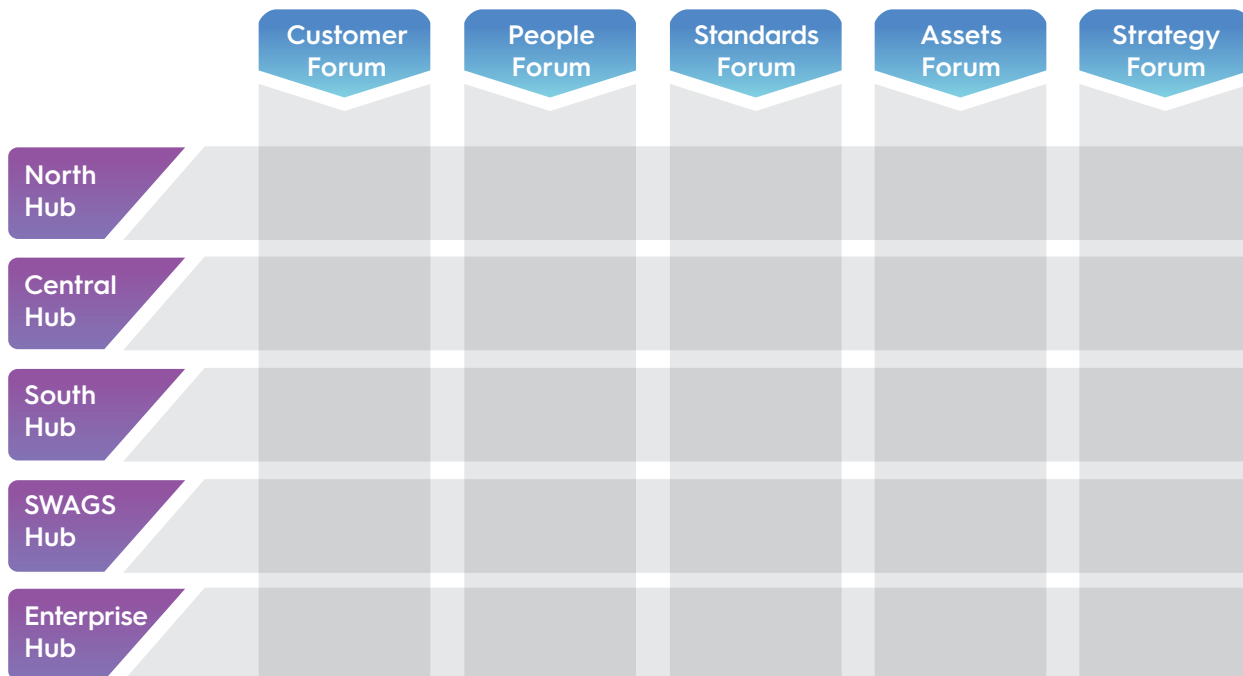 Customer
Forum
People
Forum
Standards
Forum
Assets
Forum
Strategy
Forum
North
Hub
Central
Hub
South
Hub
SWAGS
Hub
Enterprise
Hub